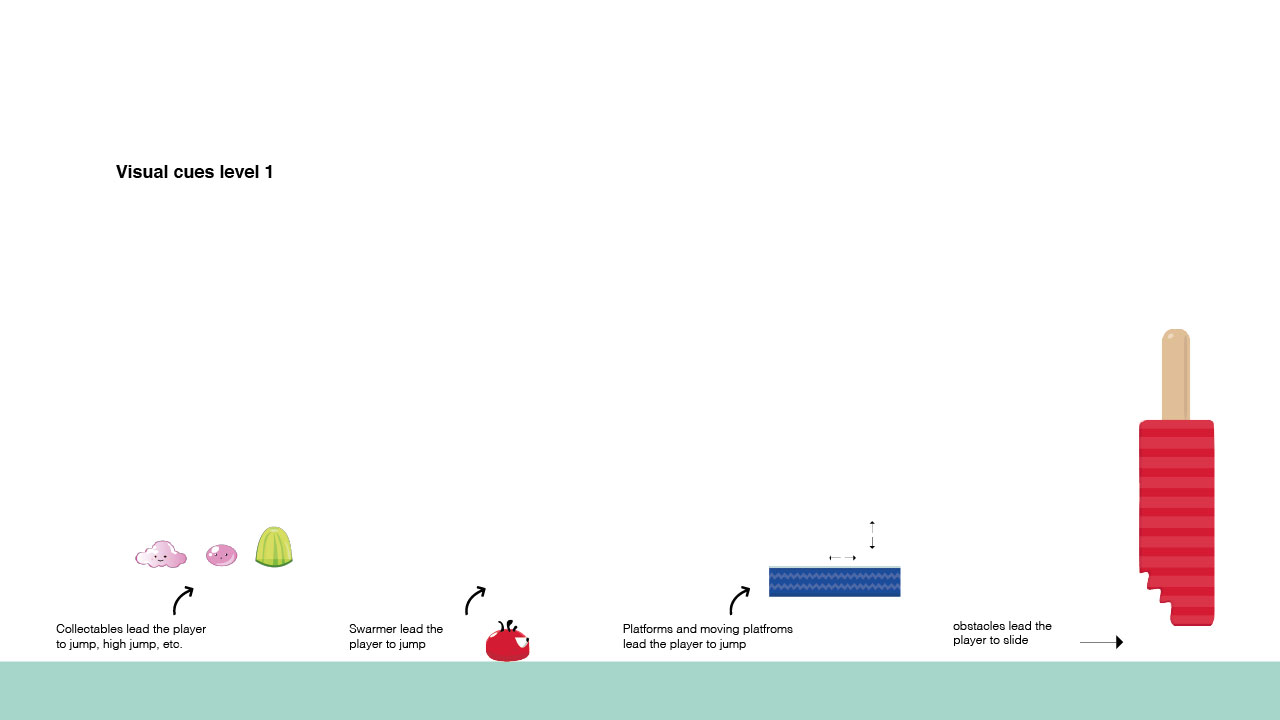 Visual cues level 1
Collectables lead the player
to jump, high jump, etc.
Swarmer lead the
player to jump
Platforms and moving platfroms
lead the player to jump
obstacles lead the
player to slide